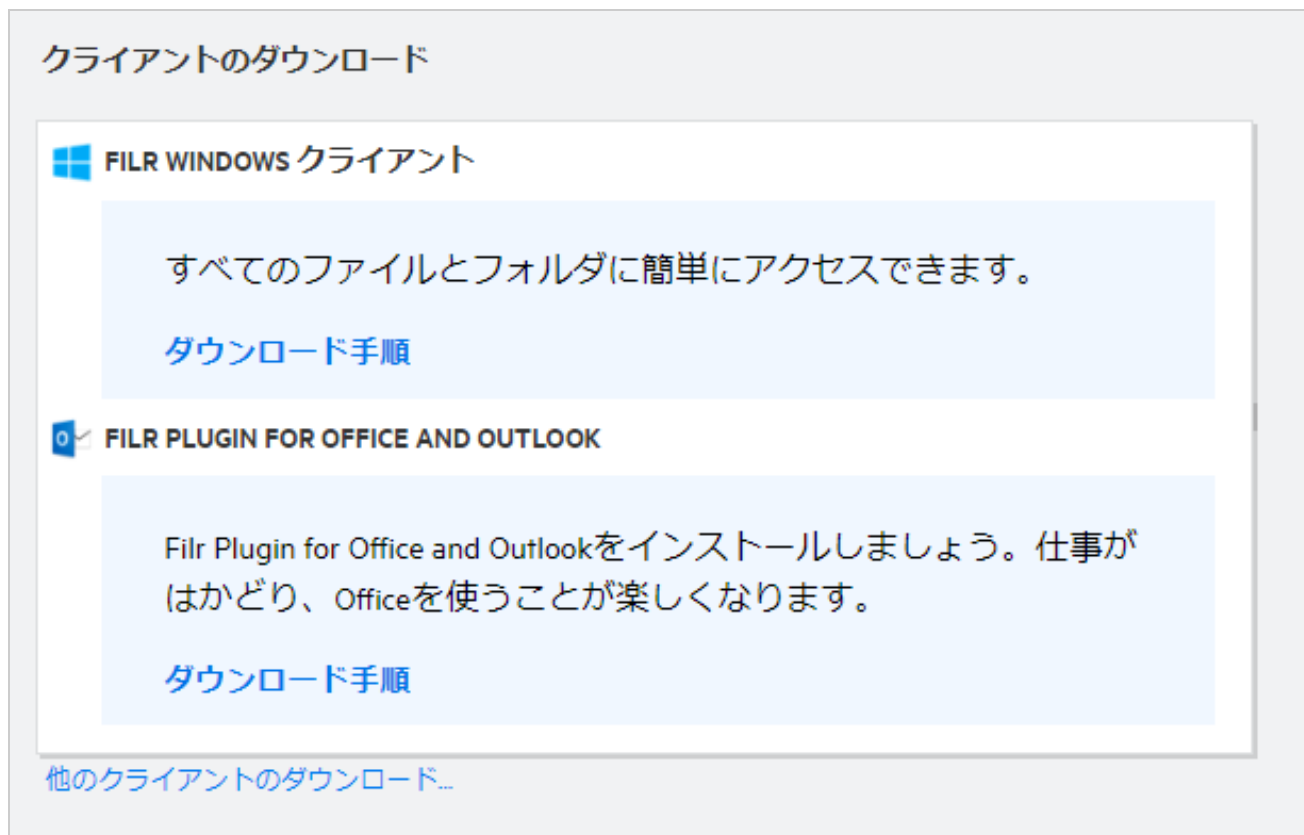 クライアントのダウンロード
FILR WINDOWS クライアント
すべてのファイルとフォルダに簡単にアクセスできます。
ダウンロード手順
FILR PLUGIN FOR OFFICE AND OUTLOOK
Filr Plugin for Office and Outlookをインストールしましょう。仕事が
はかどり、Officeを使うことが楽しくなります。
ダウンロード手順
他のクライアントのダウンロード...